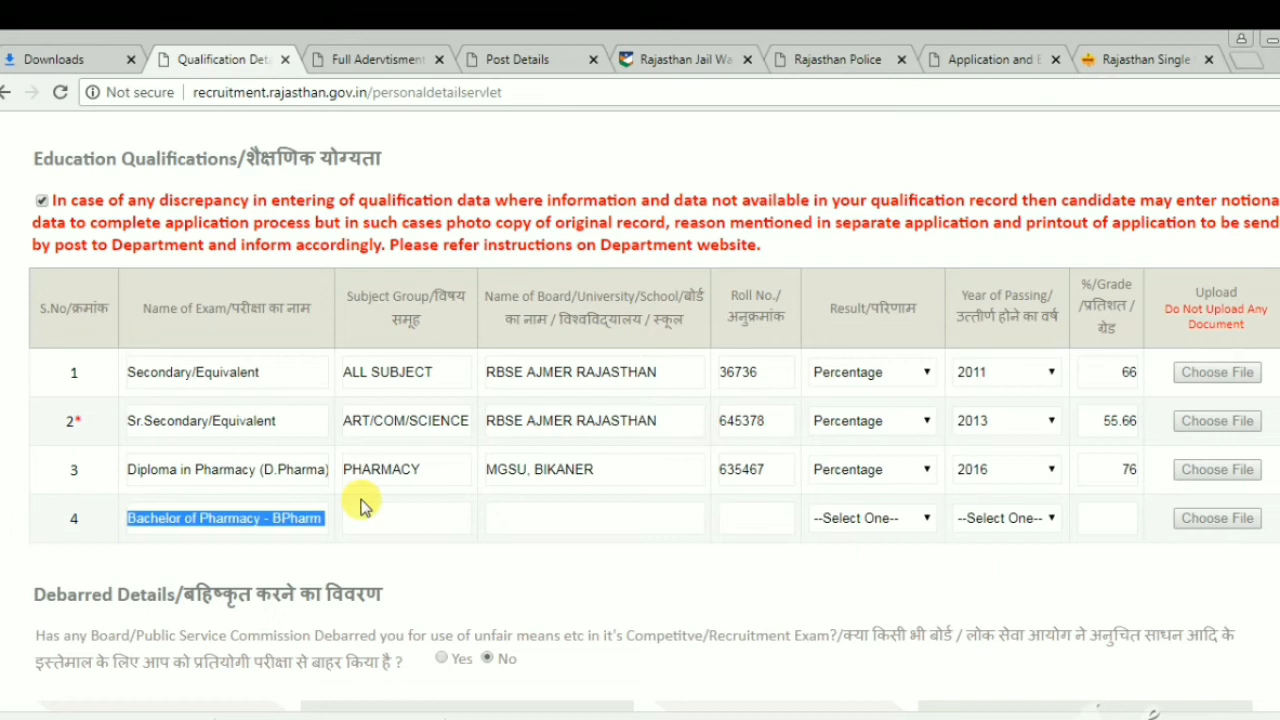 Downloads
Qualification Det
Full Adervtisment
Post Details
Rajasthan Jail Wa
Rajasthan Police
Application and E
Rajasthan Single
Not secure
recruitment.rajasthan.gov.in/personaldetailservlet
Education Qualifications/शैक्षणिक योग्यता
In case of any discrepancy in entering of qualification data where information and data not available in your qualification record then candidate may enter notiona
data to complete application process but in such cases photo copy of original record, reason mentioned in separate application and printout of application to be send
by post to Department and inform accordingly. Please refer instructions on Department website.
S.No/क्रमांक
Name of Exam/परीक्षा का नाम
Subject Group/विषय
समूह
Name of Board/University/School/बोर्ड
का नाम / विश्वविद्यालय / स्कूल
Roll No./
अनुक्रमांक
Result/परिणाम
Year of Passing/
उत्तीर्ण होने का वर्ष
%/Grade
/प्रतिशत /
ग्रेड
Upload
Do Not Upload Any
Document
1 Secondary/Equivalent ALL SUBJECT RBSE AJMER RAJASTHAN 36736 Percentage 2011 66 Choose File
2* Sr.Secondary/Equivalent ART/COM/SCIENCE RBSE AJMER RAJASTHAN 645378 Percentage 2013 55.66 Choose File
3 Diploma in Pharmacy (D.Pharma) PHARMACY MGSU, BIKANER 635467 Percentage 2016 76 Choose File
4 Bachelor of Pharmacy - BPharm --Select One-- --Select One-- Choose File
Debarred Details/बहिष्कृत करने का विवरण
Has any Board/Public Service Commission Debarred you for use of unfair means etc in it's Competitve/Recruitment Exam?/क्या किसी भी बोर्ड / लोक सेवा आयोग ने अनुचित साधन आदि के
इस्तेमाल के लिए आप को प्रतियोगी परीक्षा से बाहर किया है ? Yes No